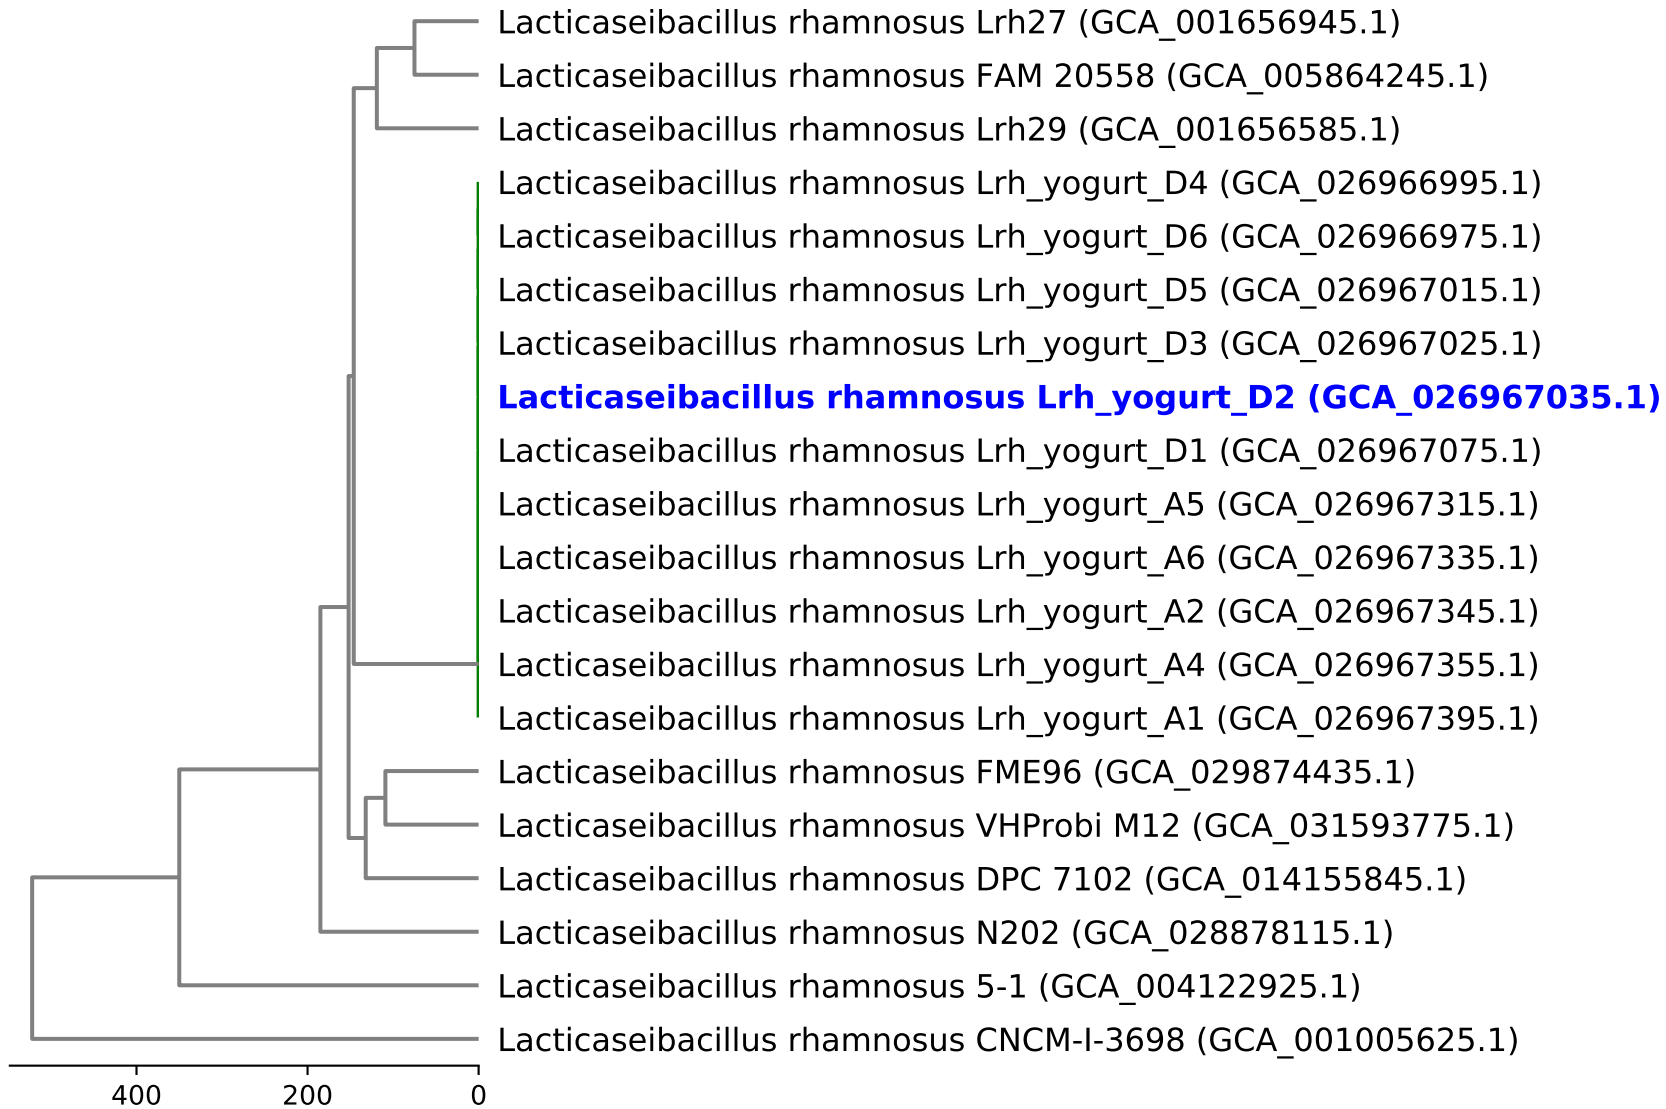 Lacticaseibacillus rhamnosus Lrh27 (GCA_001656945.1)
Lacticaseibacillus rhamnosus FAM 20558 (GCA_005864245.1)
Lacticaseibacillus rhamnosus Lrh29 (GCA_001656585.1)
Lacticaseibacillus rhamnosus Lrh_yogurt_D4 (GCA_026966995.1)
Lacticaseibacillus rhamnosus Lrh_yogurt_D6 (GCA_026966975.1)
Lacticaseibacillus rhamnosus Lrh_yogurt_D5 (GCA_026967015.1)
Lacticaseibacillus rhamnosus Lrh_yogurt_D3 (GCA_026967025.1)
Lacticaseibacillus rhamnosus Lrh_yogurt_D2 (GCA_026967035.1)
Lacticaseibacillus rhamnosus Lrh_yogurt_D1 (GCA_026967075.1)
Lacticaseibacillus rhamnosus Lrh_yogurt_A5 (GCA_026967315.1)
Lacticaseibacillus rhamnosus Lrh_yogurt_A6 (GCA_026967335.1)
Lacticaseibacillus rhamnosus Lrh_yogurt_A2 (GCA_026967345.1)
Lacticaseibacillus rhamnosus Lrh_yogurt_A4 (GCA_026967355.1)
Lacticaseibacillus rhamnosus Lrh_yogurt_A1 (GCA_026967395.1)
Lacticaseibacillus rhamnosus FME96 (GCA_029874435.1)
Lacticaseibacillus rhamnosus VHProbi M12 (GCA_031593775.1)
Lacticaseibacillus rhamnosus DPC 7102 (GCA_014155845.1)
Lacticaseibacillus rhamnosus N202 (GCA_028878115.1)
Lacticaseibacillus rhamnosus 5-1 (GCA_004122925.1)
Lacticaseibacillus rhamnosus CNCM-I-3698 (GCA_001005625.1)
400 200 0